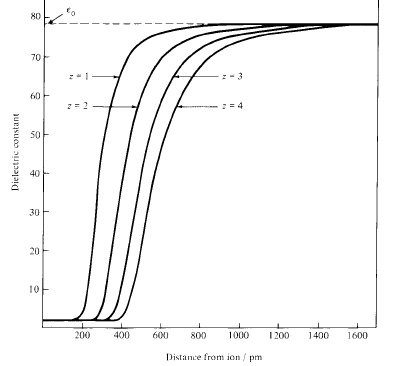 ϵ₀
80
70
60
50
40
30
20
10
z = 1
z = 2
z = 3
z = 4
Dielectric constant
200 400 600 800 1000 1200 1400 1600
Distance from ion / pm